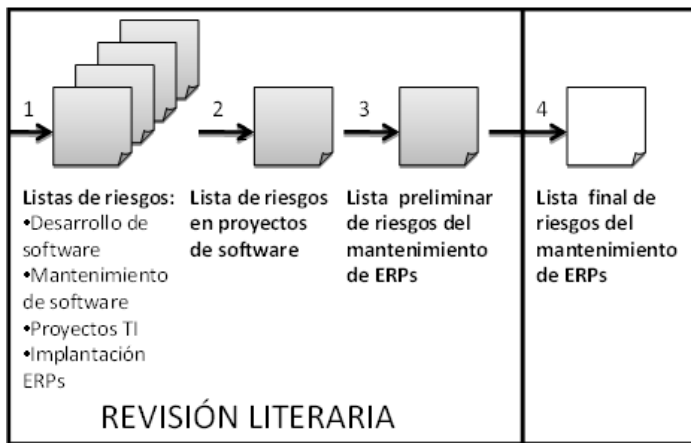 1
2
3
4
Listas de riesgos:
•Desarrollo de
software
•Mantenimiento
de software
•Proyectos TI
•Implantación
ERPs
Lista de riesgos
en proyectos
de software
Lista preliminar
de riesgos del
mantenimiento
de ERPs
Lista final de
riesgos del
mantenimiento
de ERPs
REVISIÓN LITERARIA